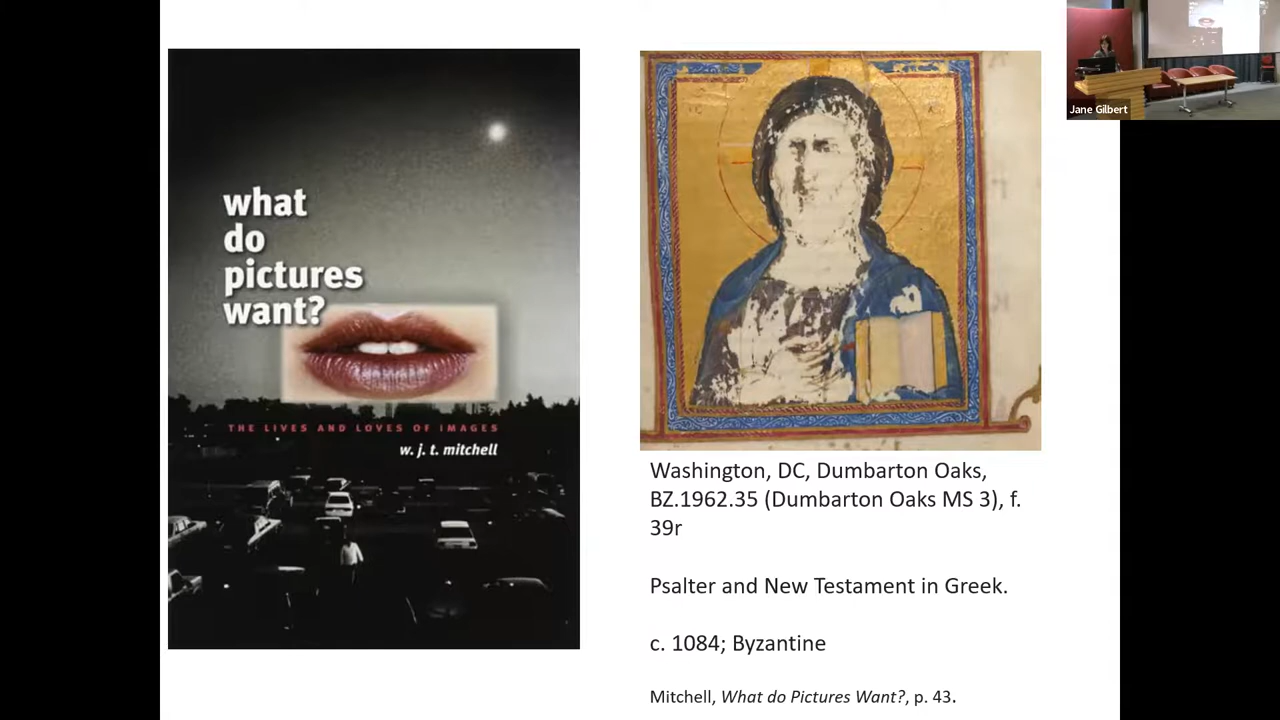 what
do
pictures
want?
THE LIVES AND LOVES OF IMAGES
w. j. t. mitchell
Washington, DC, Dumbarton Oaks,
BZ.1962.35 (Dumbarton Oaks MS 3), f.
39r
Psalter and New Testament in Greek.
c. 1084; Byzantine
Mitchell, What do Pictures Want?, p. 43.
Jane Gilbert